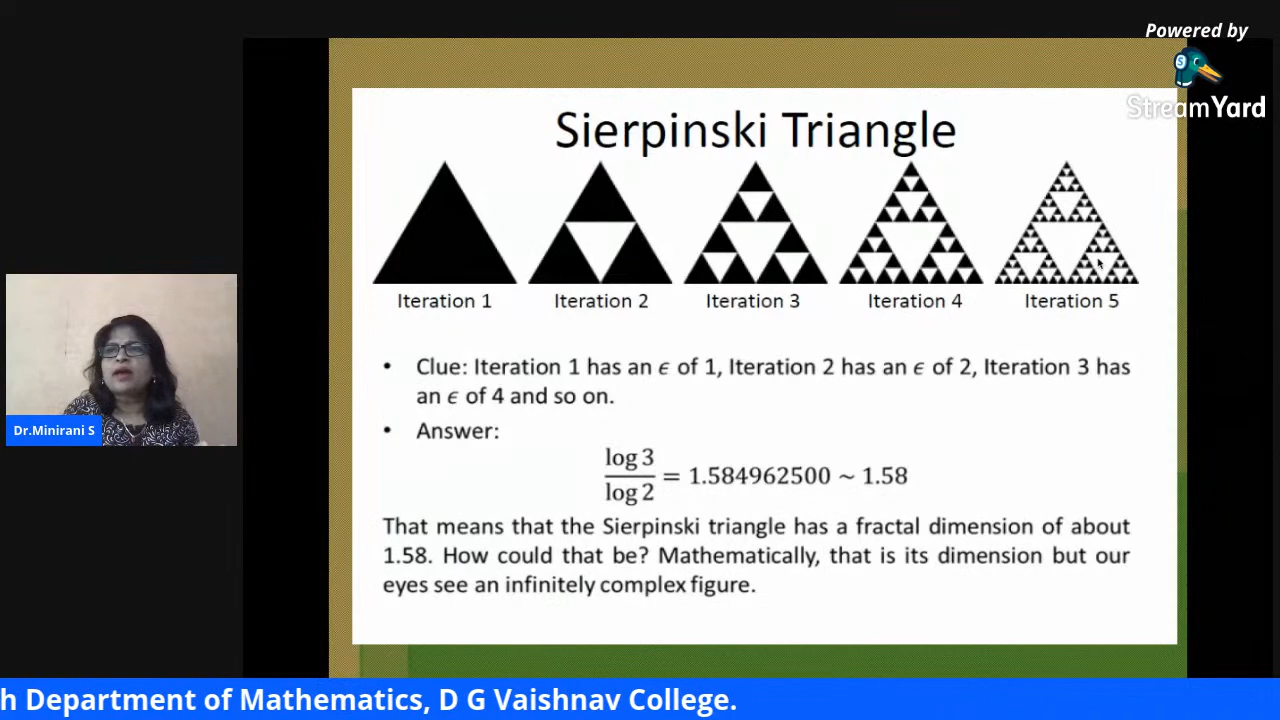 Powered by
StreamYard
Sierpinski Triangle
Iteration 1
Iteration 2
Iteration 3
Iteration 4
Iteration 5
• Clue: Iteration 1 has an ϵ of 1, Iteration 2 has an ϵ of 2, Iteration 3 has
an ϵ of 4 and so on.
• Answer:
log 3
log 2
= 1.584962500 ~ 1.58
That means that the Sierpinski triangle has a fractal dimension of about
1.58. How could that be? Mathematically, that is its dimension but our
eyes see an infinitely complex figure.
Dr.Minirani S
h Department of Mathematics, D G Vaishnav College.